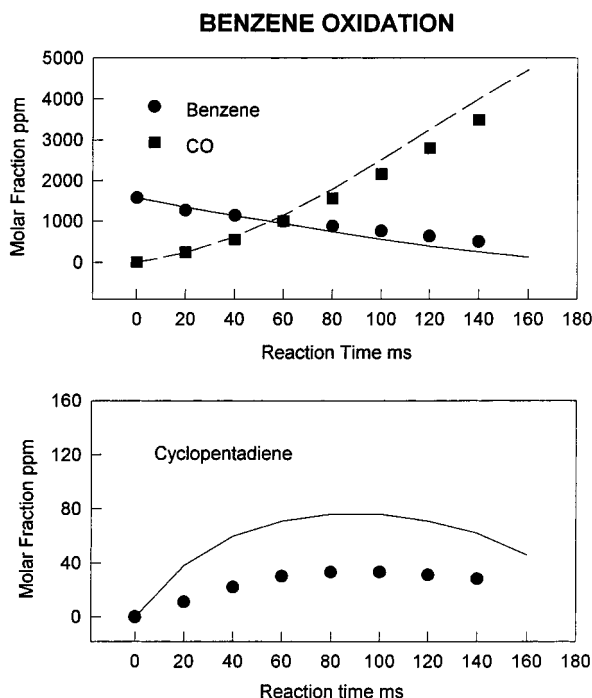 BENZENE OXIDATION
5000
4000
3000
2000
1000
0
Molar Fraction ppm
Benzene
CO
0 20 40 60 80 100 120 140 160 180
Reaction Time ms
160
120
80
40
0
Molar Fraction ppm
Cyclopentadiene
0 20 40 60 80 100 120 140 160 180
Reaction time ms